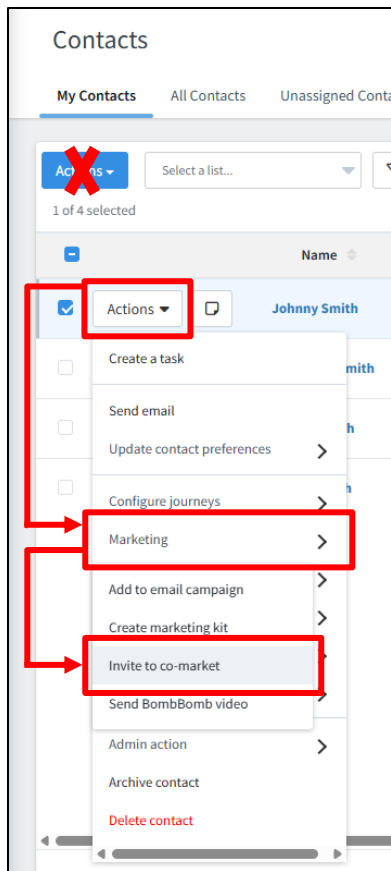 Contacts
My Contacts All Contacts Unassigned Conta
Actions Select a list...
1 of 4 selected
Name
Actions Johnny Smith
Create a task
mith
Send email
h
Update contact preferences
h
Configure journeys
Marketing
Add to email campaign
Create marketing kit
Invite to co-market
Send BombBomb video
Admin action
Archive contact
Delete contact